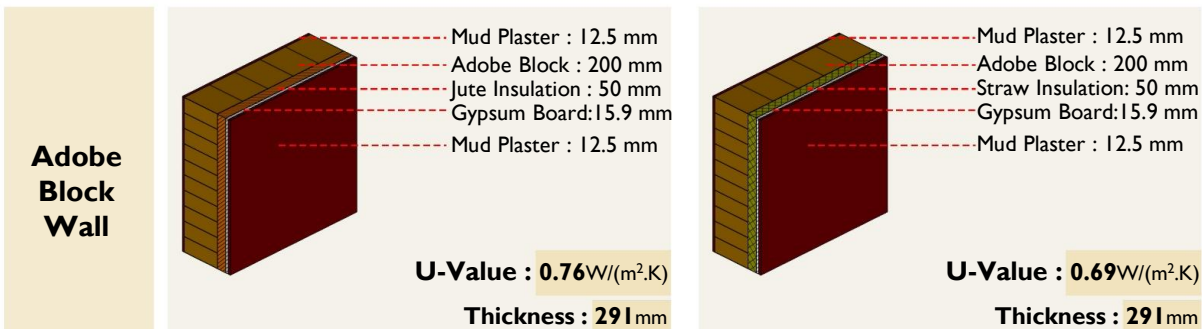 Adobe
Block
Wall
Mud Plaster : 12.5 mm
Adobe Block : 200 mm
Jute Insulation : 50 mm
Gypsum Board:15.9 mm
Mud Plaster : 12.5 mm
U-Value : 0.76W/(m².K)
Thickness : 291mm
Mud Plaster : 12.5 mm
Adobe Block : 200 mm
Straw Insulation: 50 mm
Gypsum Board:15.9 mm
Mud Plaster : 12.5 mm
U-Value : 0.69W/(m².K)
Thickness : 291mm